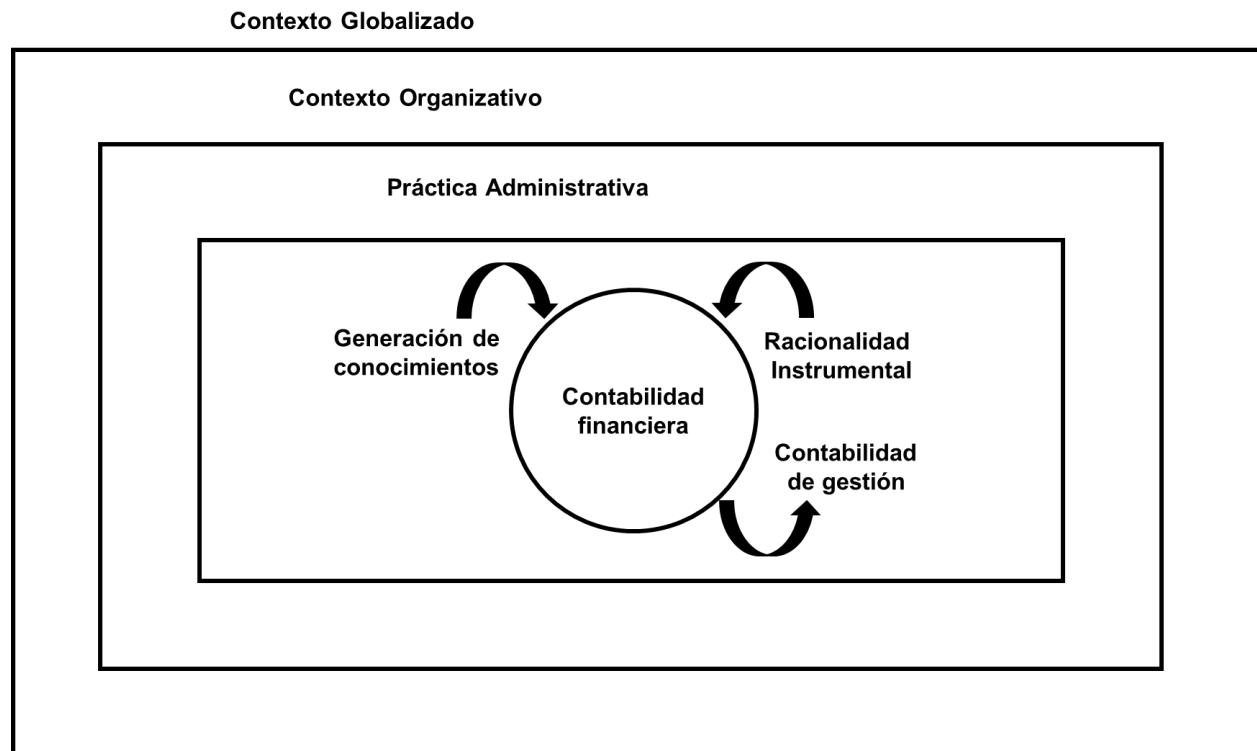 Contexto Globalizado
Contexto Organizativo
Práctica Administrativa
Generación de
conocimientos
Racionalidad
Instrumental
Contabilidad
financiera
Contabilidad
de gestión